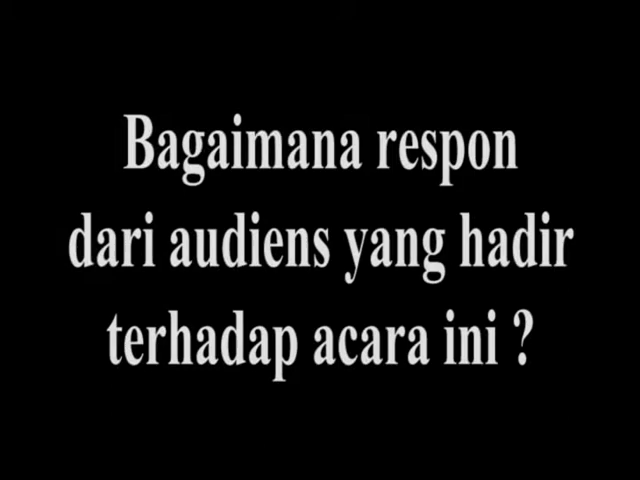 Bagaimana respon
dari audiens yang hadir
terhadap acara ini ?